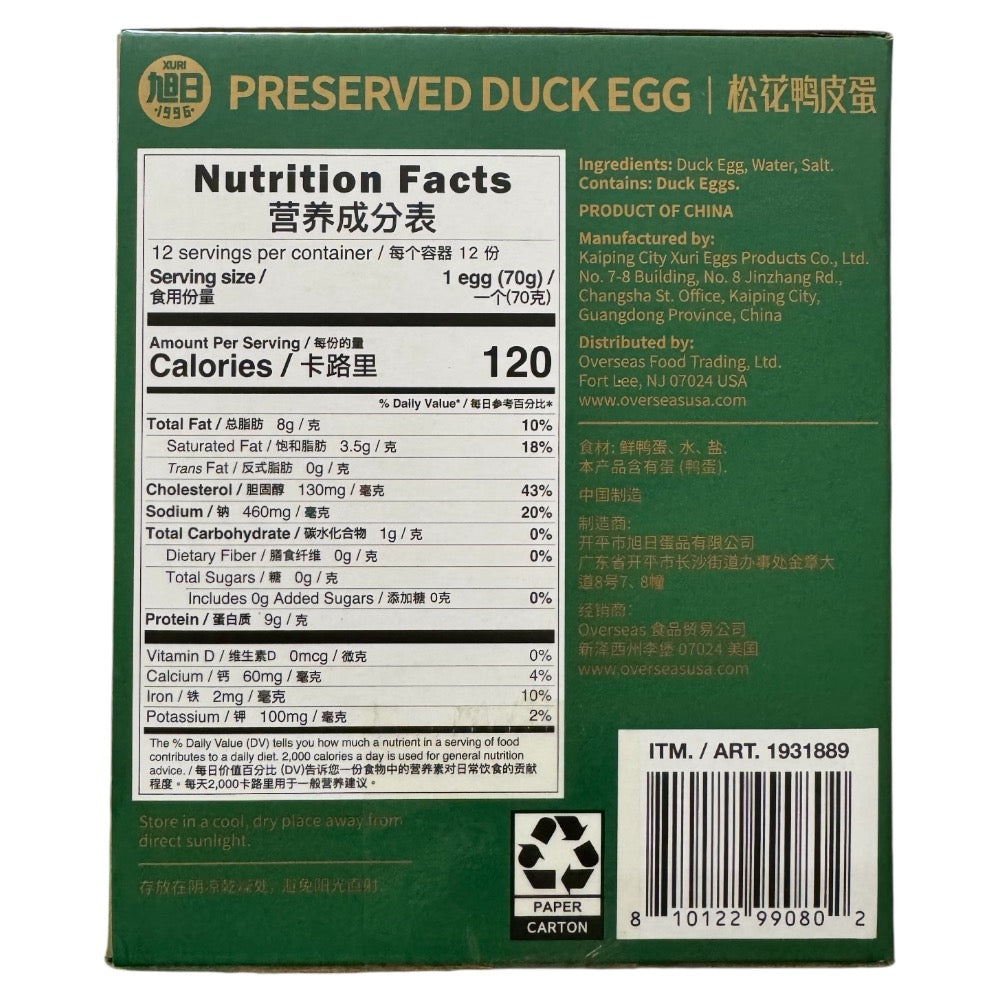 XURI
旭日
·1996·
PRESERVED DUCK EGG | 松花鸭皮蛋
Nutrition Facts
营养成分表
12 servings per container / 每个容器 12 份
Serving size / 1 egg (70g) /
食用份量 一个(70克)
Amount Per Serving / 每份的量
Calories / 卡路里 120
% Daily Value* / 每日参考百分比*
Total Fat / 总脂肪 8g / 克 10%
Saturated Fat / 饱和脂肪 3.5g / 克 18%
Trans Fat / 反式脂肪 0g / 克
Cholesterol / 胆固醇 130mg / 毫克 43%
Sodium / 钠 460mg / 毫克 20%
Total Carbohydrate / 碳水化合物 1g / 克 0%
Dietary Fiber / 膳食纤维 0g / 克 0%
Total Sugars / 糖 0g / 克
Includes 0g Added Sugars / 添加糖 0克 0%
Protein / 蛋白质 9g / 克
Vitamin D / 维生素D 0mcg / 微克 0%
Calcium / 钙 60mg / 毫克 4%
Iron / 铁 2mg / 毫克 10%
Potassium / 钾 100mg / 毫克 2%
The % Daily Value (DV) tells you how much a nutrient in a serving of food
contributes to a daily diet. 2,000 calories a day is used for general nutrition
advice. / 每日价值百分比 (DV)告诉您一份食物中的营养素对日常饮食的贡献
程度。每天2,000卡路里用于一般营养建议。
Store in a cool, dry place away from
direct sunlight.
存放在阴凉乾燥处，避免阳光直射.
Ingredients: Duck Egg, Water, Salt.
Contains: Duck Eggs.
PRODUCT OF CHINA
Manufactured by:
Kaiping City Xuri Eggs Products Co., Ltd.
No. 7-8 Building, No. 8 Jinzhang Rd.,
Changsha St. Office, Kaiping City,
Guangdong Province, China
Distributed by:
Overseas Food Trading, Ltd.
Fort Lee, NJ 07024 USA
www.overseasusa.com
食材: 鲜鸭蛋、水、盐.
本产品含有蛋 (鸭蛋).
中国制造
制造商:
开平市旭日蛋品有限公司
广东省开平市长沙街道办事处金章大
道8号7、8幢
经销商:
Overseas 食品贸易公司
新泽西州李堡 07024 美国
www.overseasusa.com
PAPER
CARTON
ITM. / ART. 1931889
8 10122 99080 2